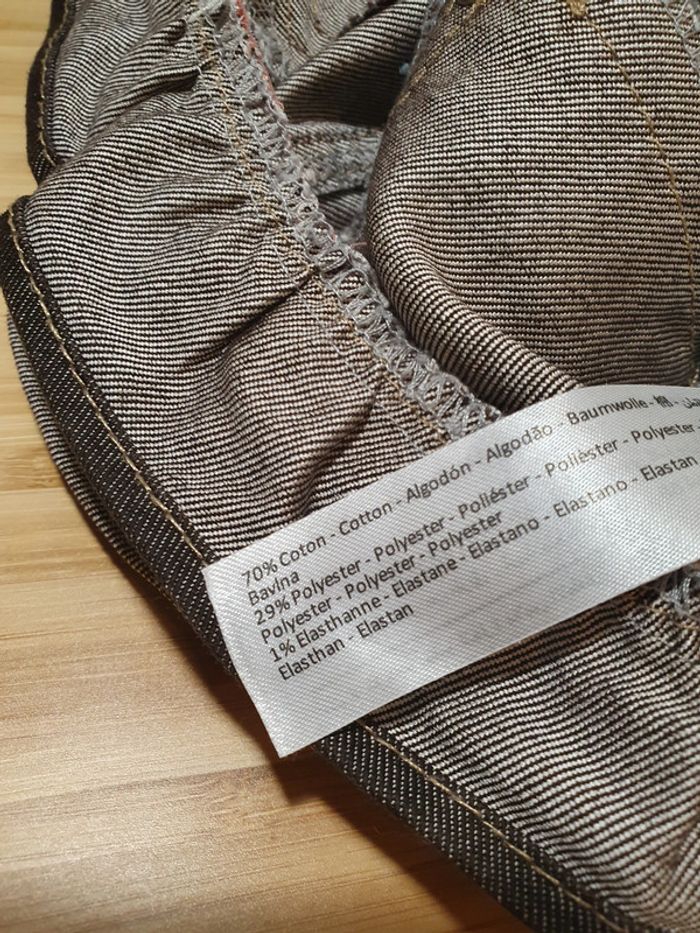 70% Coton - Cotton - Algodón - Algodão - Baumwolle - 棉 -
Bavlna
29% Polyester - Polyester - Poliéster - Poliéster - Polyester -
Polyester - Polyester - Polyester
1% Elasthanne - Elastane - Elastano - Elastano - Elastan
Elasthan - Elastan